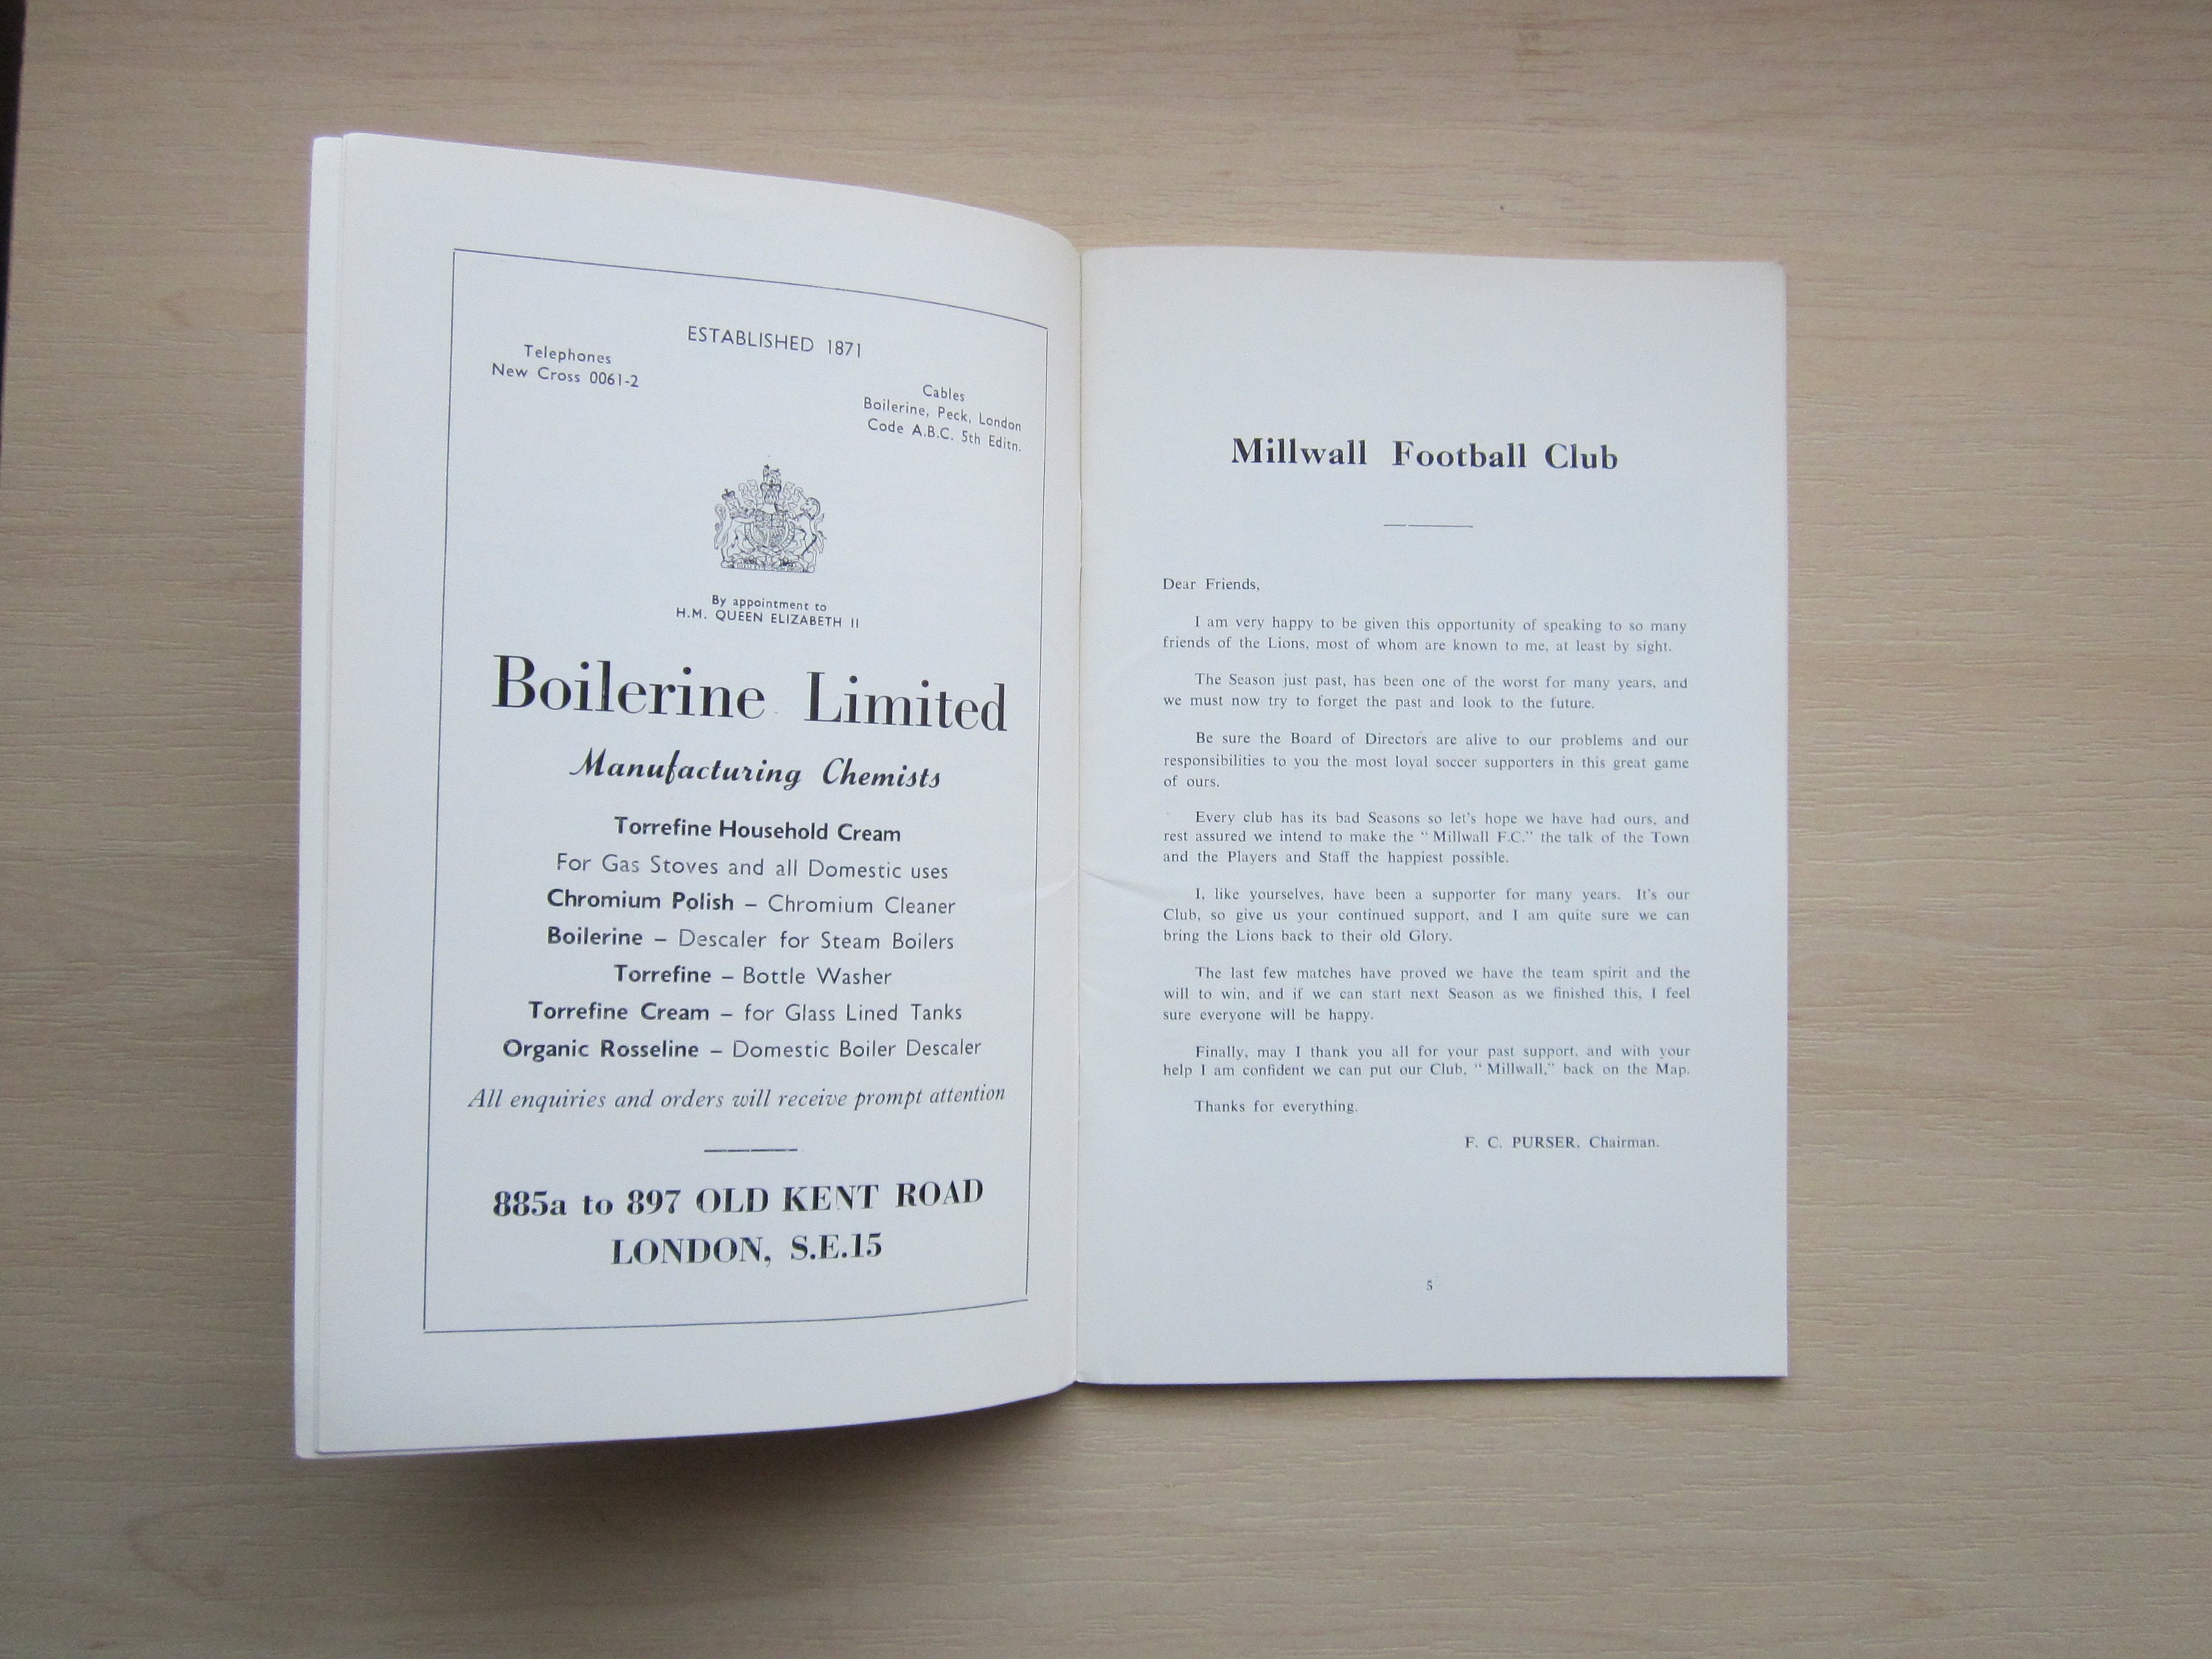 ESTABLISHED 1871
Telephones
New Cross 0061-2
Cables
Boilerine, Peck, London
Code A.B.C. 5th Editn.
By appointment to
H.M. QUEEN ELIZABETH II
Boilerine Limited
Manufacturing Chemists
Torrefine Household Cream
For Gas Stoves and all Domestic uses
Chromium Polish – Chromium Cleaner
Boilerine – Descaler for Steam Boilers
Torrefine – Bottle Washer
Torrefine Cream – for Glass Lined Tanks
Organic Rosseline – Domestic Boiler Descaler
All enquiries and orders will receive prompt attention
885a to 897 OLD KENT ROAD
LONDON, S.E.15
Millwall Football Club
Dear Friends,
I am very happy to be given this opportunity of speaking to so many
friends of the Lions, most of whom are known to me, at least by sight.
The Season just past, has been one of the worst for many years, and
we must now try to forget the past and look to the future.
Be sure the Board of Directors are alive to our problems and our
responsibilities to you the most loyal soccer supporters in this great game
of ours.
Every club has its bad Seasons so let's hope we have had ours, and
rest assured we intend to make the "Millwall F.C." the talk of the Town
and the Players and Staff the happiest possible.
I, like yourselves, have been a supporter for many years. It's our
Club, so give us your continued support, and I am quite sure we can
bring the Lions back to their old Glory.
The last few matches have proved we have the team spirit and the
will to win, and if we can start next Season as we finished this, I feel
sure everyone will be happy.
Finally, may I thank you all for your past support, and with your
help I am confident we can put our Club, "Millwall," back on the Map.
Thanks for everything.
F. C. PURSER, Chairman.
5